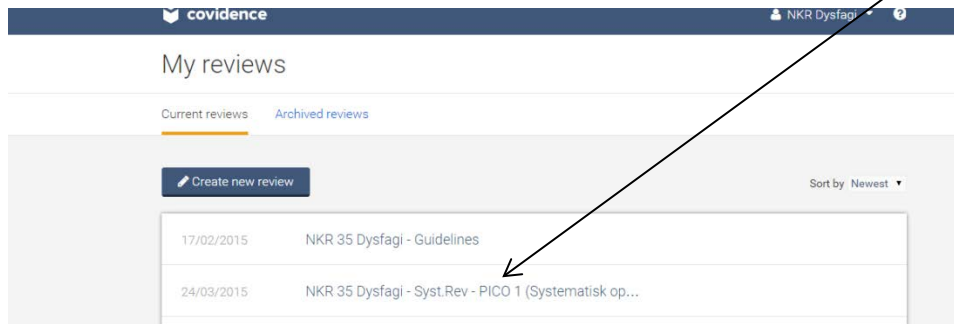 covidence NKR Dysfagi
My reviews
Current reviews Archived reviews
Create new review Sort by Newest
17/02/2015 NKR 35 Dysfagi - Guidelines
24/03/2015 NKR 35 Dysfagi - Syst.Rev - PICO 1 (Systematisk op...